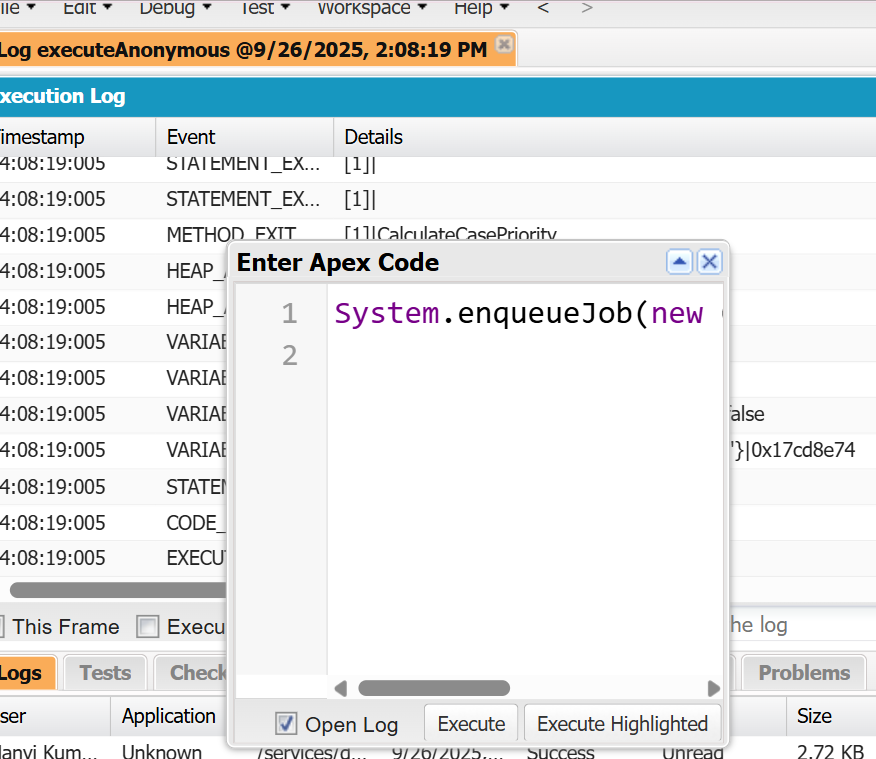 ile Edit Debug Test Workspace Help < >
Log executeAnonymous @9/26/2025, 2:08:19 PM
xecution Log
imestamp Event Details
4:08:19:005 STATEMENT_EX... [1]|
4:08:19:005 STATEMENT_EX... [1]|
4:08:19:005 METHOD_EXIT [1]|CalculateCasePriority
4:08:19:005 HEAP_A
4:08:19:005 HEAP_A
4:08:19:005 VARIAB
4:08:19:005 VARIAB
4:08:19:005 VARIAB false
4:08:19:005 VARIAB "}|0x17cd8e74
4:08:19:005 STATEM
4:08:19:005 CODE_
4:08:19:005 EXECUT
Enter Apex Code
1 System.enqueueJob(new
2
Open Log Execute Execute Highlighted
This Frame Execu he log
Logs Tests Check Problems
ser Application Size
anvi Kum... Unknown /services/d... 9/26/2025,... Success Unread 2.72 KB